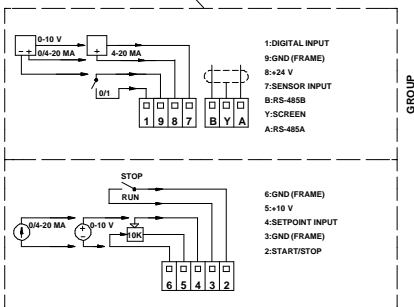 0-10 V
0/4-20 MA
- +
+
4-20 MA
0/1
1 9 8 7
B Y A
1:DIGITAL INPUT
9:GND (FRAME)
8:+24 V
7:SENSOR INPUT
B:RS-485B
Y:SCREEN
A:RS-485A
GROUP
STOP
RUN
0/4-20 MA
+
-
0-10 V
10K
6 5 4 3 2
6:GND (FRAME)
5:+10 V
4:SETPOINT INPUT
3:GND (FRAME)
2:START/STOP